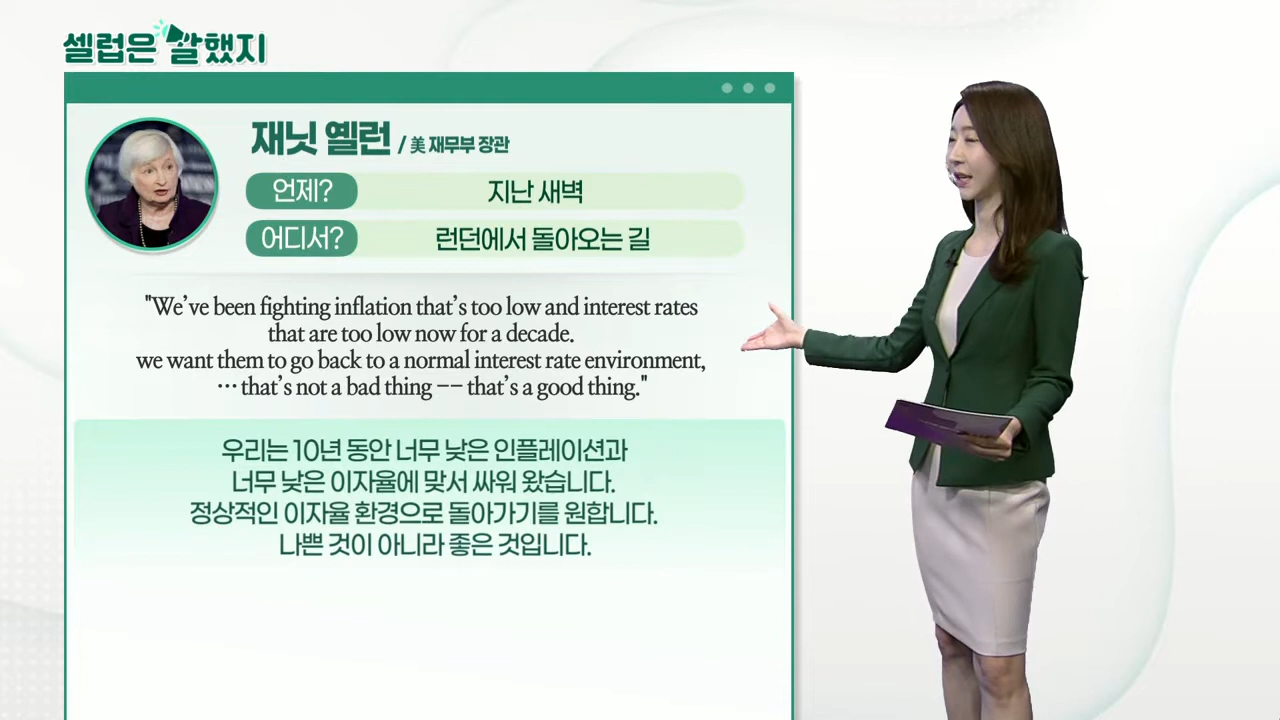 셀럽은 말했지
재닛 옐런 / 美 재무부 장관
언제? 지난 새벽
어디서? 런던에서 돌아오는 길
"We've been fighting inflation that's too low and interest rates
that are too low now for a decade.
we want them to go back to a normal interest rate environment,
…that's not a bad thing -- that's a good thing."
우리는 10년 동안 너무 낮은 인플레이션과
너무 낮은 이자율에 맞서 싸워 왔습니다.
정상적인 이자율 환경으로 돌아가기를 원합니다.
나쁜 것이 아니라 좋은 것입니다.